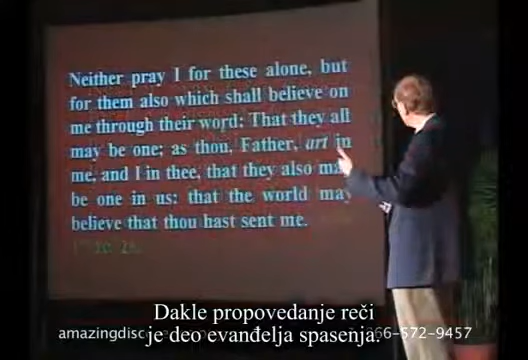 Neither pray I for these alone, but
for them also which shall believe on
me through their word; That they all
may be one; as thou, Father, art in
me, and I in thee, that they also may
be one in us: that the world may
believe that thou hast sent me.
Dakle propovedanje reči
je deo evanđelja spasenja.
amazingdisc
-572-9457